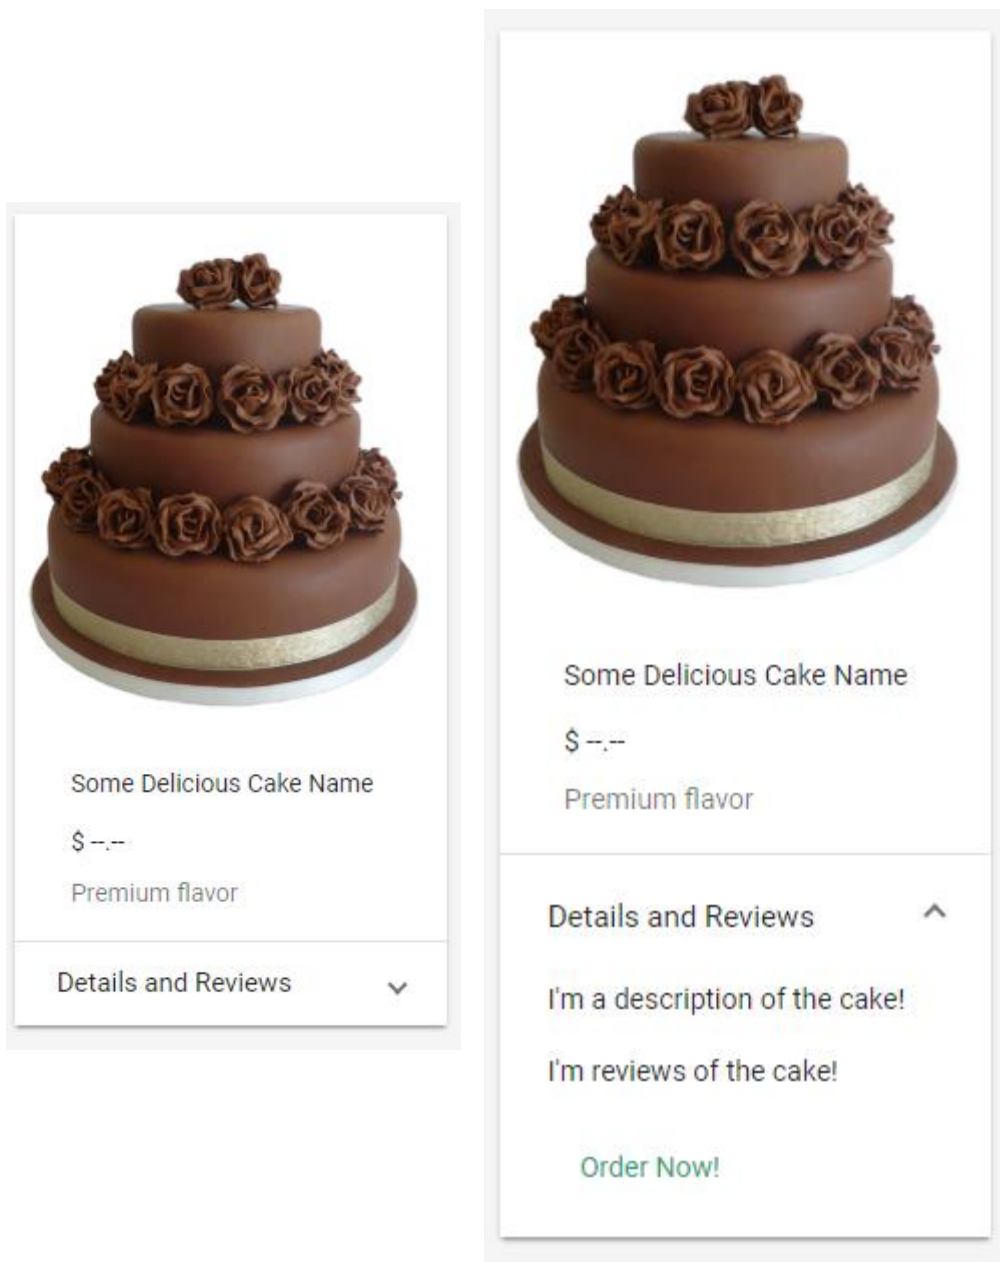 Some Delicious Cake Name
$ --.--
Premium flavor
Details and Reviews
Some Delicious Cake Name
$ --.--
Premium flavor
Details and Reviews
I'm a description of the cake!
I'm reviews of the cake!
Order Now!